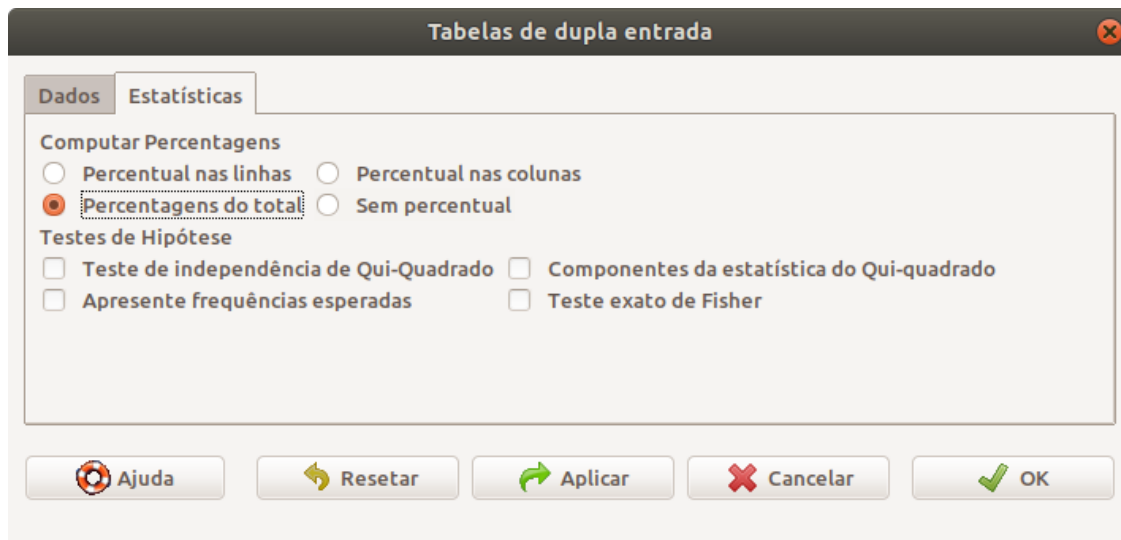 Tabelas de dupla entrada
Dados Estatísticas
Computar Percentagens
Percentual nas linhas Percentual nas colunas
Percentagens do total Sem percentual
Testes de Hipótese
Teste de independência de Qui-Quadrado Componentes da estatística do Qui-quadrado
Apresente frequências esperadas Teste exato de Fisher
Ajuda Resetar Aplicar Cancelar OK